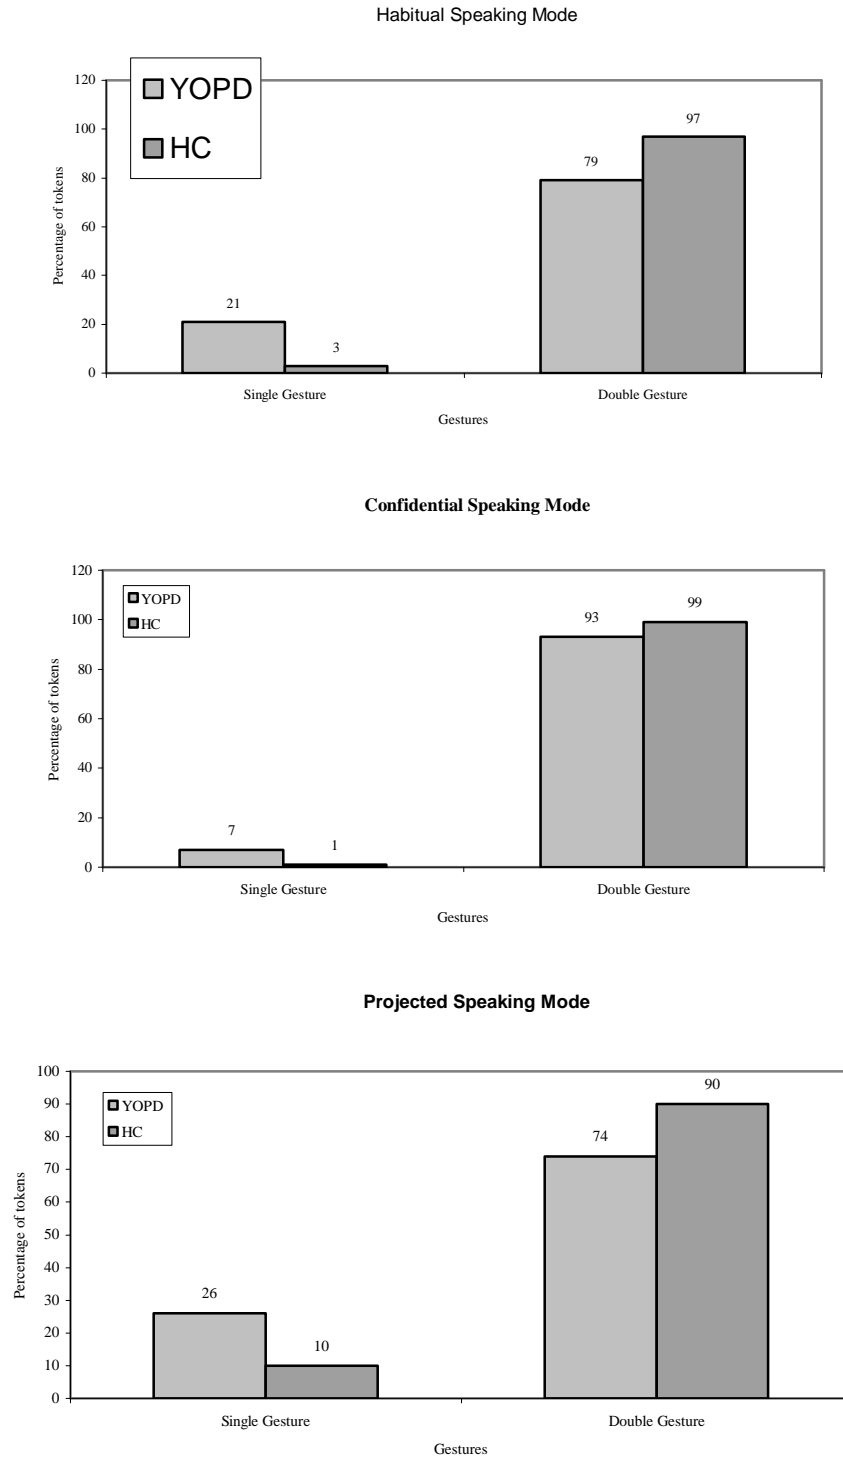 Habitual Speaking Mode
120
100
80
60
40
20
0
Percentage of tokens
YOPD
HC
21
3
79
97
Single Gesture
Double Gesture
Gestures
Confidential Speaking Mode
120
100
80
60
40
20
0
Percentage of tokens
YOPD
HC
7
1
93
99
Single Gesture
Double Gesture
Gestures
Projected Speaking Mode
100
90
80
70
60
50
40
30
20
10
0
Percentage of tokens
YOPD
HC
26
10
74
90
Single Gesture
Double Gesture
Gestures